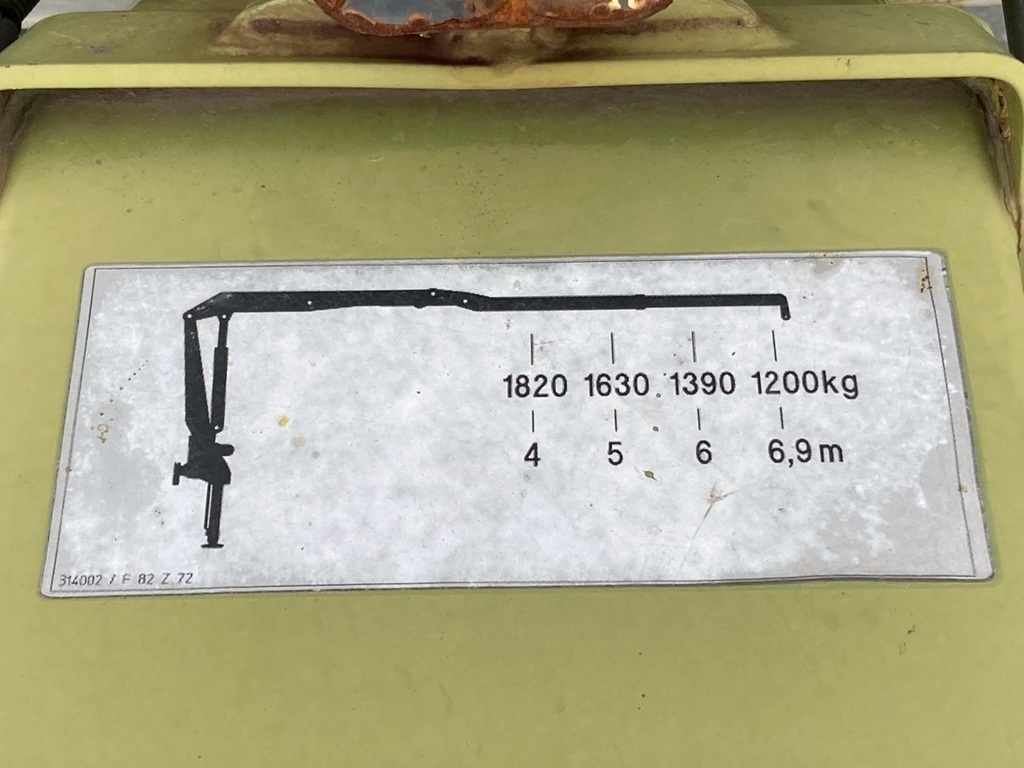 1820 1630 1390 1200kg
4 5 6 6,9m
314002 / F 82 Z 72